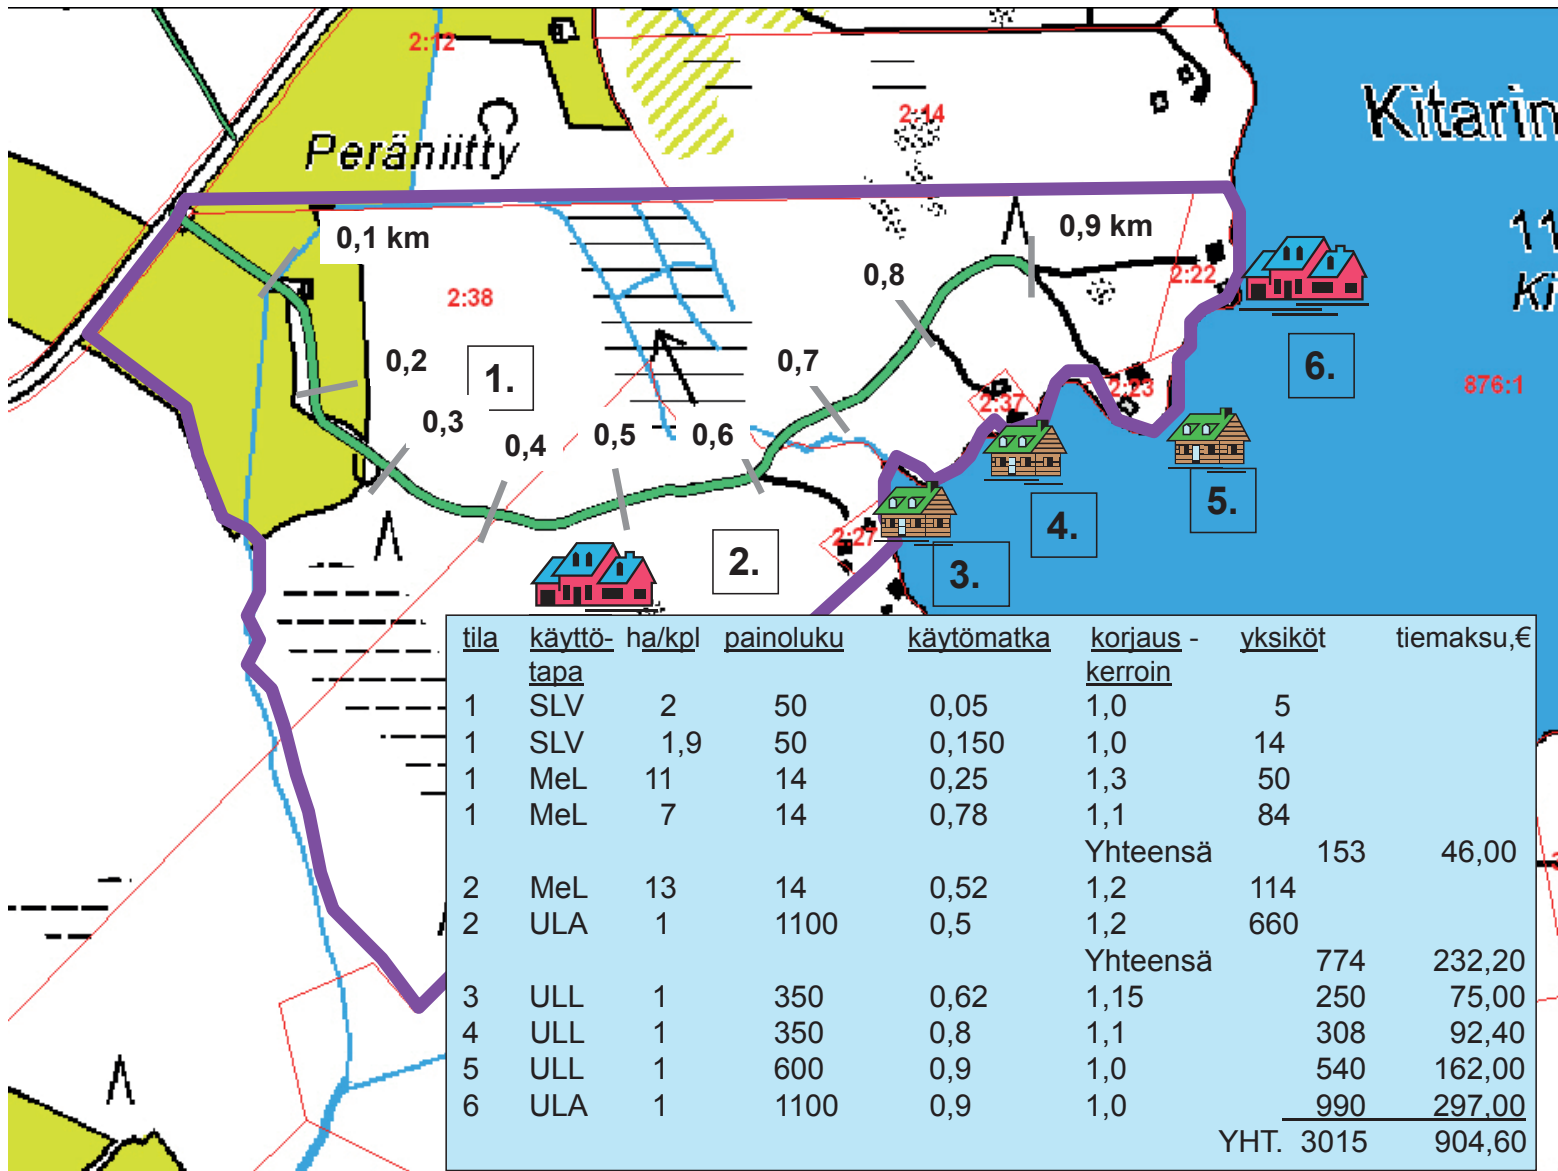 2:12
Kitarin
2:14
Peräniitty
0,1 km
0,9 km
11
0,8
2:22
Ki
2:38
0,2
1.
0,7
6.
876:1
2:23
2:37
0,3
0,4
0,5
0,6
4.
5.
2:27
2.
3.
tila käyttö- ha/kpl painoluku käytömatka korjaus - yksiköt tiemaksu,€
tapa kerroin
1 SLV 2 50 0,05 1,0 5
1 SLV 1,9 50 0,150 1,0 14
1 MeL 11 14 0,25 1,3 50
1 MeL 7 14 0,78 1,1 84
Yhteensä 153 46,00
2 MeL 13 14 0,52 1,2 114
2 ULA 1 1100 0,5 1,2 660
Yhteensä 774 232,20
3 ULL 1 350 0,62 1,15 250 75,00
4 ULL 1 350 0,8 1,1 308 92,40
5 ULL 1 600 0,9 1,0 540 162,00
6 ULA 1 1100 0,9 1,0 990 297,00
YHT. 3015 904,60